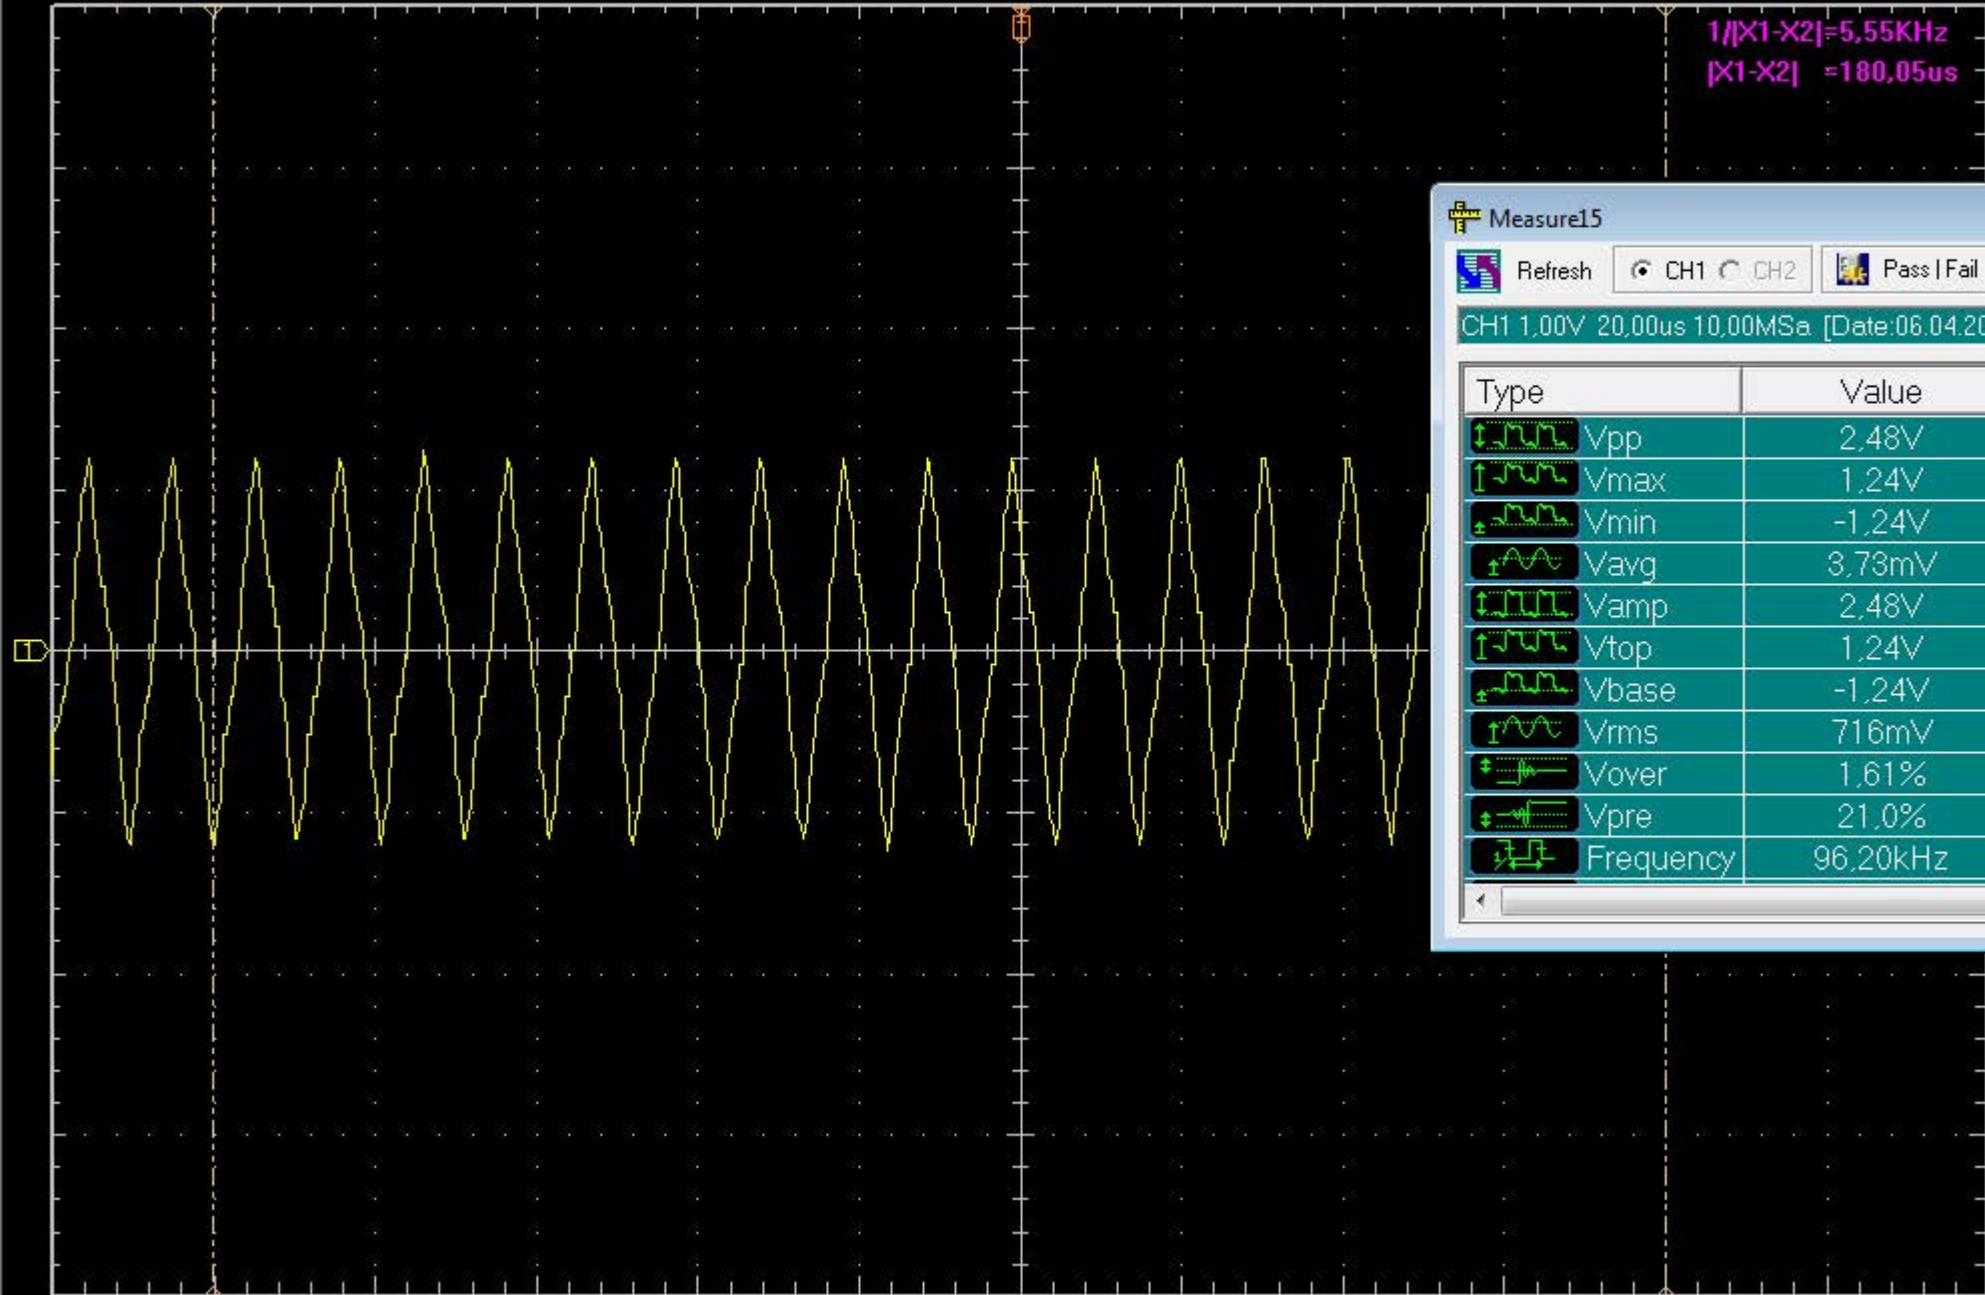 1/|X1-X2|=5,55KHz
|X1-X2| =180,05us
T
1
Measure15
Refresh CH1 CH2 Pass | Fail
CH1 1,00V 20,00us 10,00MSa [Date:06.04.20
Type Value
Vpp 2,48V
Vmax 1,24V
Vmin -1,24V
Vavg 3,73mV
Vamp 2,48V
Vtop 1,24V
Vbase -1,24V
Vrms 716mV
Vover 1,61%
Vpre 21,0%
Frequency 96,20kHz